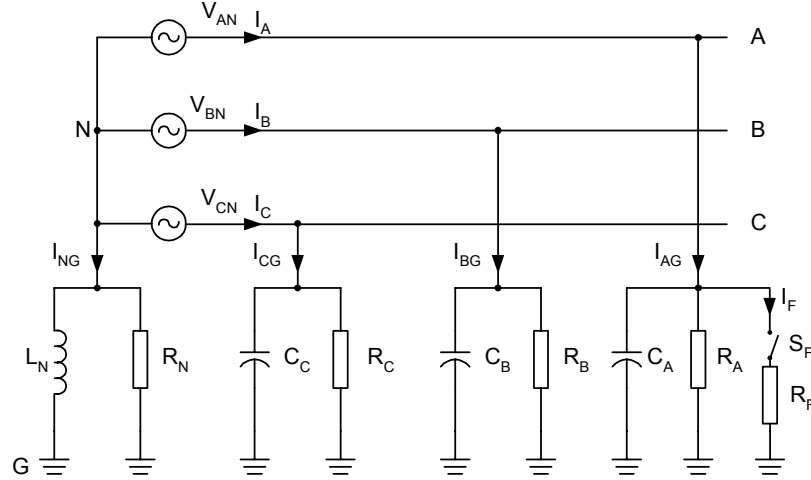 V_AN I_A A
N V_BN I_B B
V_CN I_C C
I_NG I_CG I_BG I_AG I_F
L_N R_N C_C R_C C_B R_B C_A R_A S_F
R_F
G